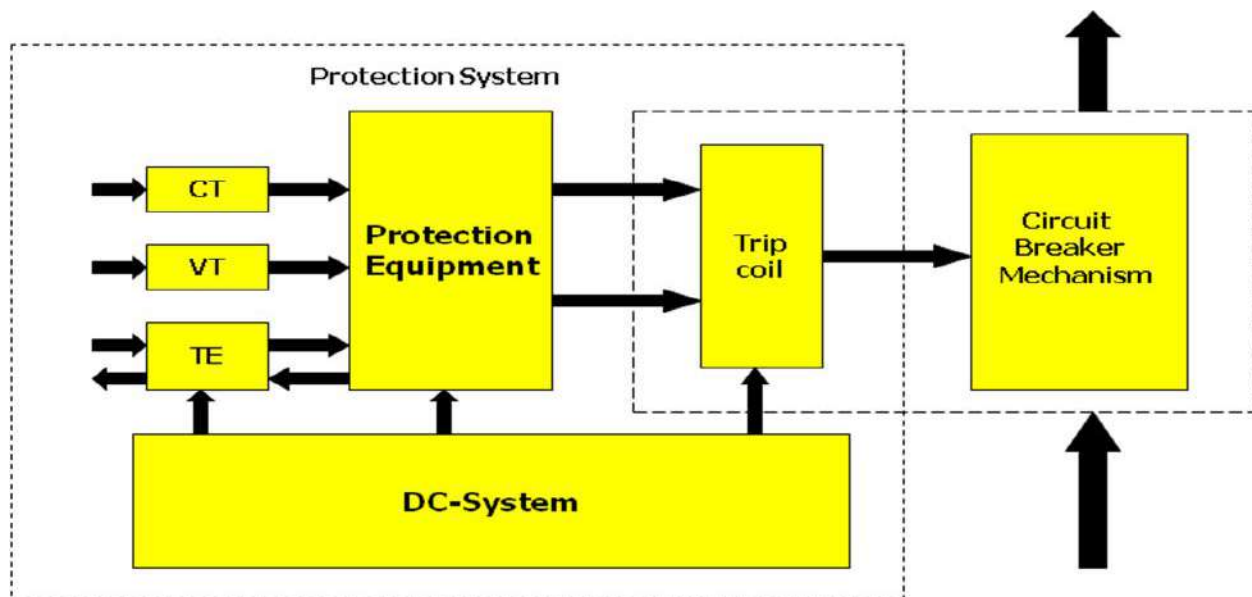 Protection System
CT
VT
TE
Protection
Equipment
Trip
coil
Circuit
Breaker
Mechanism
DC-System